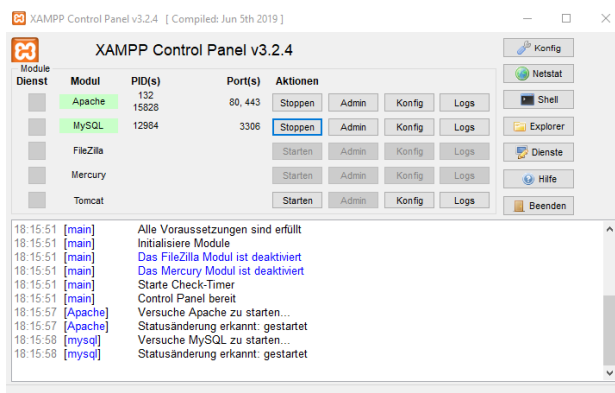 XAMPP Control Panel v3.2.4 [ Compiled: Jun 5th 2019 ]
XAMPP Control Panel v3.2.4
Konfig
Module
Dienst Modul PID(s) Port(s) Aktionen
Netstat
Apache 132 15828 80, 443 Stoppen Admin Konfig Logs
Shell
MySQL 12984 3306 Stoppen Admin Konfig Logs
Explorer
FileZilla Starten Admin Konfig Logs
Dienste
Mercury Starten Admin Konfig Logs
Hilfe
Tomcat Starten Admin Konfig Logs
Beenden
18:15:51 [main] Alle Voraussetzungen sind erfüllt
18:15:51 [main] Initialisiere Module
18:15:51 [main] Das FileZilla Modul ist deaktiviert
18:15:51 [main] Das Mercury Modul ist deaktiviert
18:15:51 [main] Starte Check-Timer
18:15:51 [main] Control Panel bereit
18:15:57 [Apache] Versuche Apache zu starten...
18:15:57 [Apache] Statusänderung erkannt: gestartet
18:15:58 [mysql] Versuche MySQL zu starten...
18:15:58 [mysql] Statusänderung erkannt: gestartet